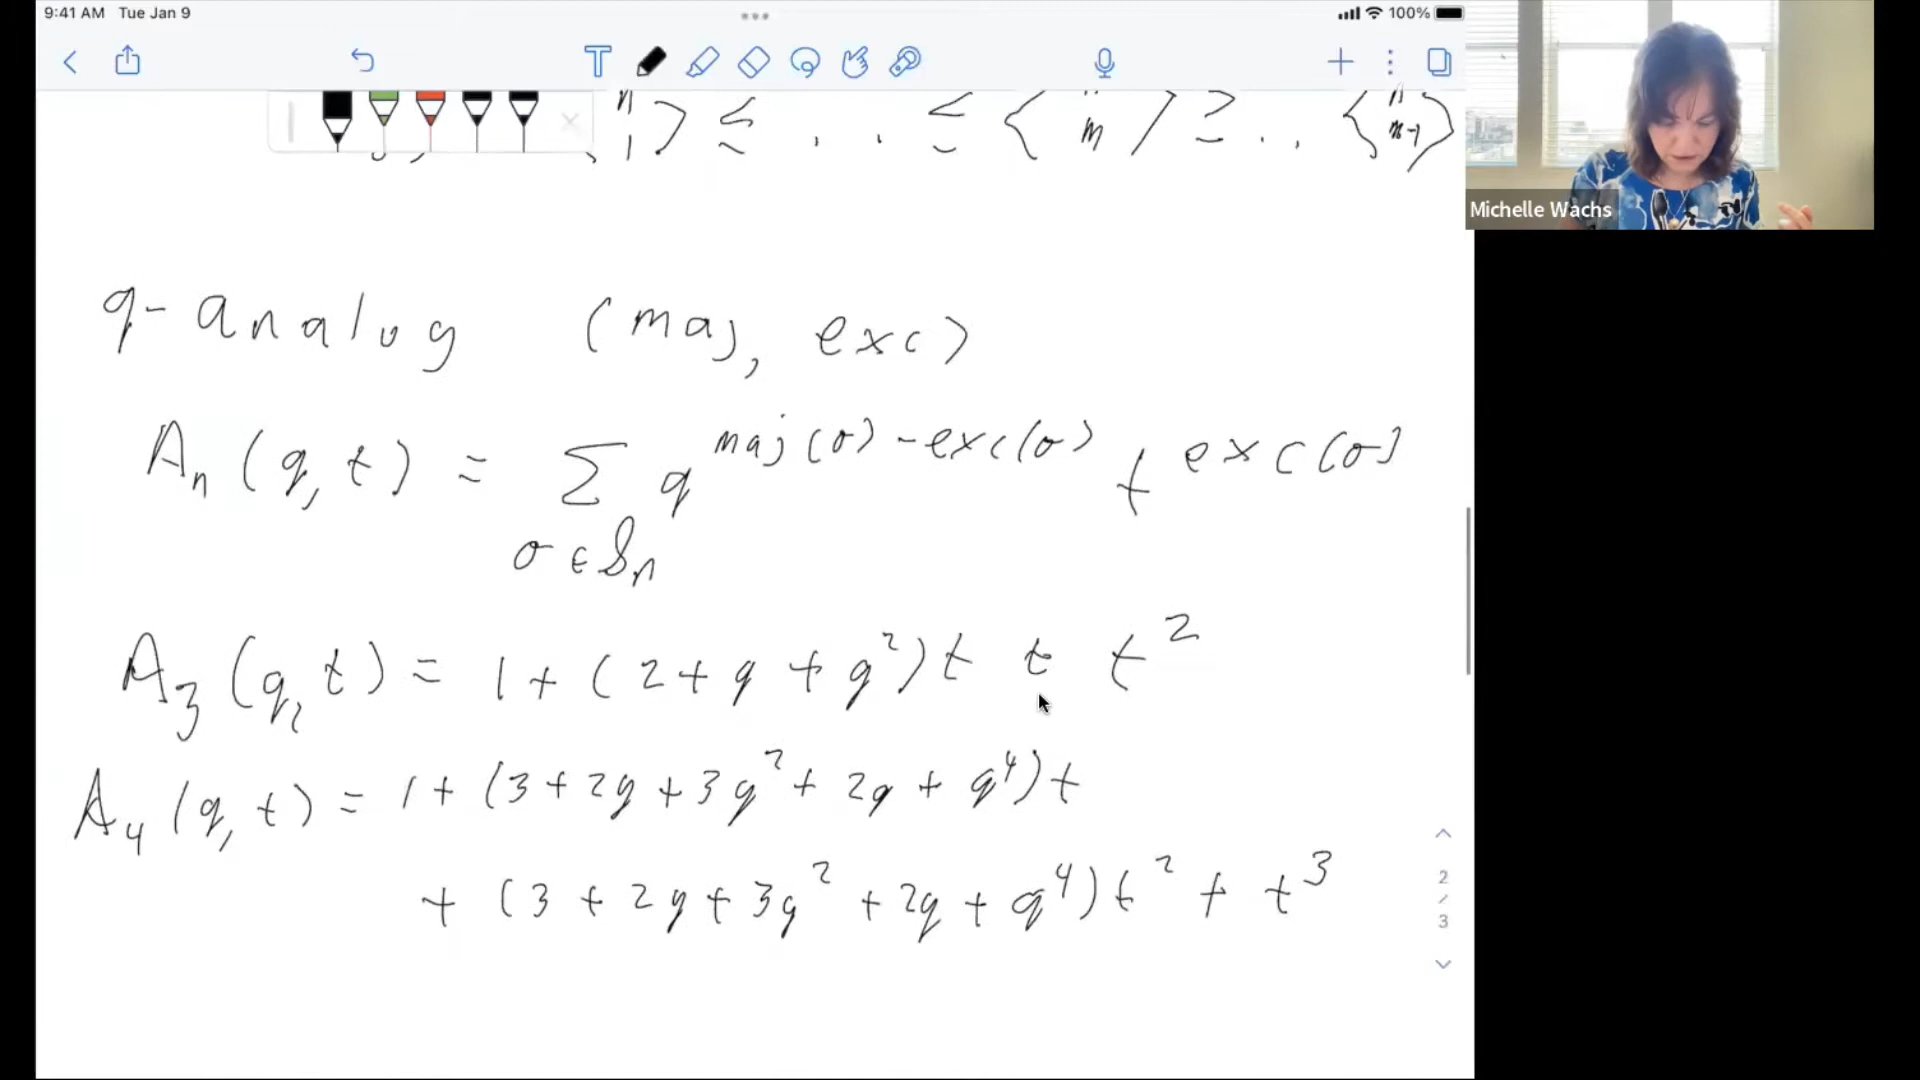 9:41 AM Tue Jan 9
100%
T
n 1 > ≤ . . ≤ < m > ≥ . . < n n-1 >
Michelle Wachs
q-analog (maj, exc)
A_n(q,t) = Σ q^{maj(σ)-exc(σ)} t^{exc(σ)}
σ ∈ S_n
A_3(q,t) = 1 + (2 + q + q^2)t t t^2
A_4(q,t) = 1 + (3 + 2q + 3q^2 + 2q + q^4)t
+ (3 + 2q + 3q^2 + 2q + q^4)t^2 + t^3
2
/
3